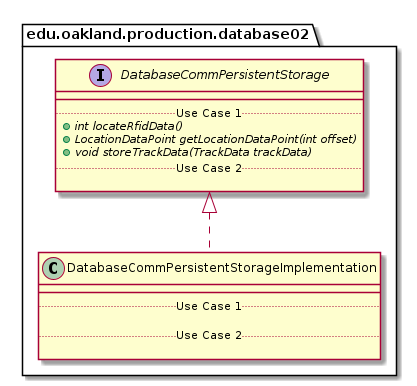 edu.oakland.production.database02
I DatabaseCommPersistentStorage
Use Case 1
int locateRfidData()
LocationDataPoint getLocationDataPoint(int offset)
void storeTrackData(TrackData trackData)
Use Case 2
C DatabaseCommPersistentStorageImplementation
Use Case 1
Use Case 2